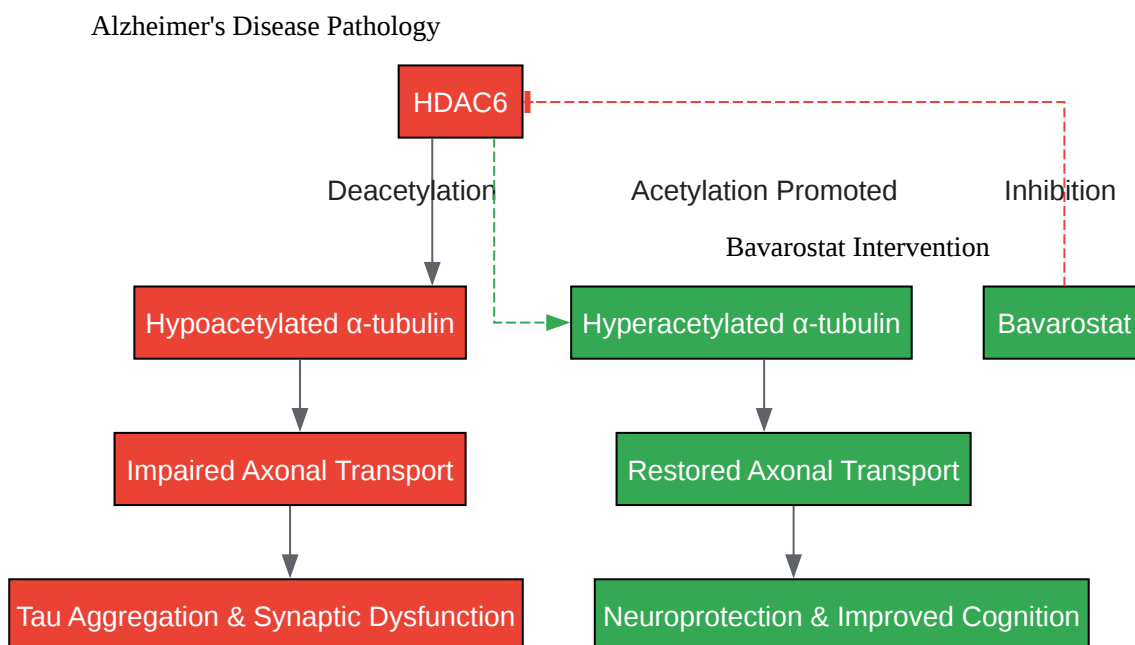 Alzheimer's Disease Pathology
HDAC6
Deacetylation
Acetylation Promoted
Inhibition
Bavarostat Intervention
Hypoacetylated α-tubulin
Hyperacetylated α-tubulin
Bavarostat
Impaired Axonal Transport
Restored Axonal Transport
Tau Aggregation & Synaptic Dysfunction
Neuroprotection & Improved Cognition